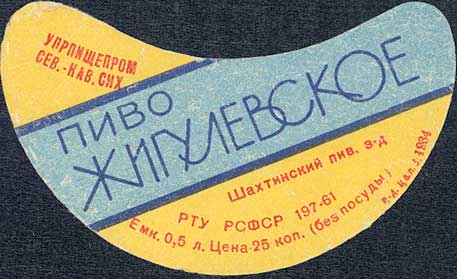 УПРПИЩЕПРОМ
СЕВ.-КАВ. СНХ
ПИВО
ЖИГУЛЕВСКОЕ
Шахтинский пив. з-д
РТУ РСФСР 197-61
Емк. 0,5 л. Цена 25 коп. (без посуды)